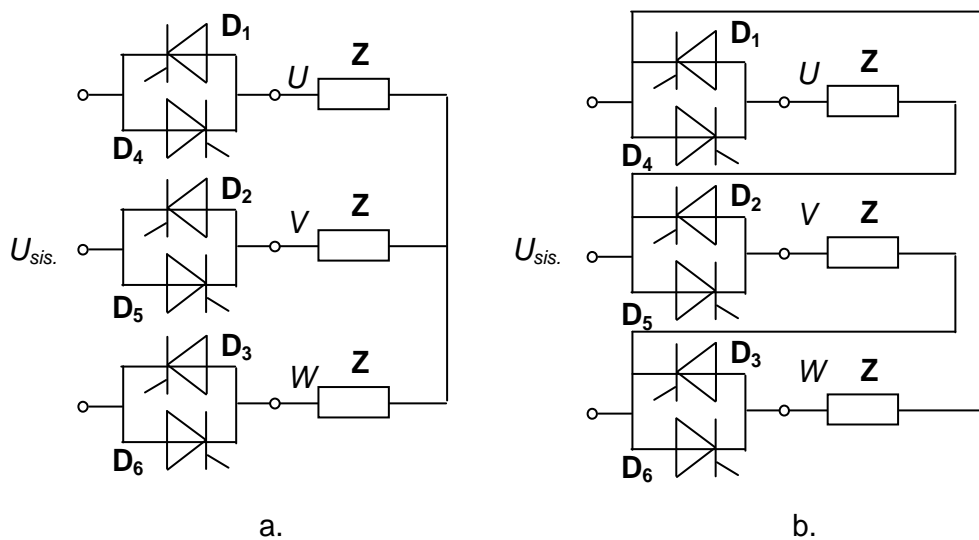 D1
U
Z
D4
D2
V
Z
Usis.
D5
D3
W
Z
D6
a.
D1
U
Z
D4
D2
V
Z
Usis.
D5
D3
W
Z
D6
b.